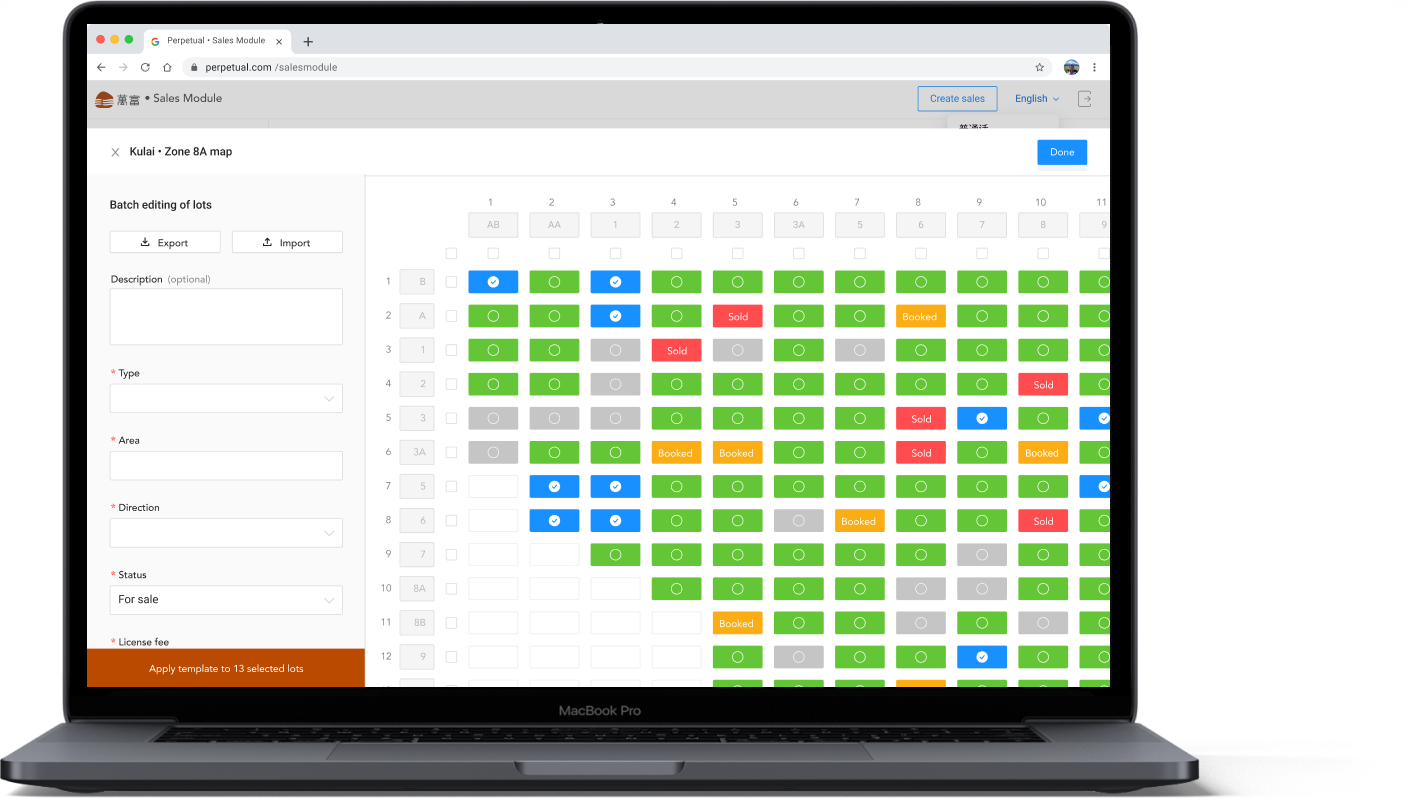 Perpetual • Sales Module
perpetual.com /salesmodule
萬富 • Sales Module
Create sales
English
普通话
Kulai • Zone 8A map
Done
Batch editing of lots
Export
Import
Description (optional)
* Type
* Area
* Direction
* Status
For sale
* License fee
Apply template to 13 selected lots
1 2 3 4 5 6 7 8 9 10 11
AB AA 1 2 3 3A 5 6 7 8 9
1 B
2 A Sold Booked
3 1 Sold
4 2 Sold
5 3 Sold
6 3A Booked Booked Sold Booked
7 5
8 6 Booked Sold
9 7
10 8A
11 8B Booked
12 9
MacBook Pro